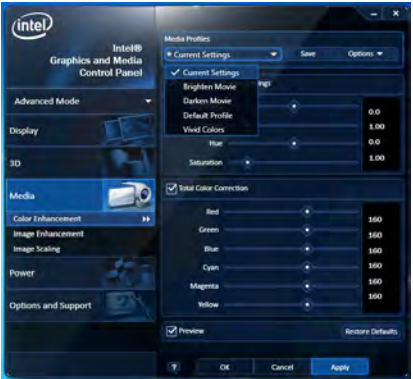 intel
Intel®
Graphics and Media
Control Panel
Advanced Mode
Display
3D
Media
Color Enhancement
Image Enhancement
Image Scaling
Power
Options and Support
Media Profiles
* Current Settings
Save
Options
✓ Current Settings
Brighten Movie
Darken Movie
Default Profile
Vivid Colors
ngs
0.0
1.00
Hue
0.0
Saturation
1.00
Total Color Correction
Red
160
Green
160
Blue
160
Cyan
160
Magenta
160
Yellow
160
Preview
Restore Defaults
?
OK
Cancel
Apply